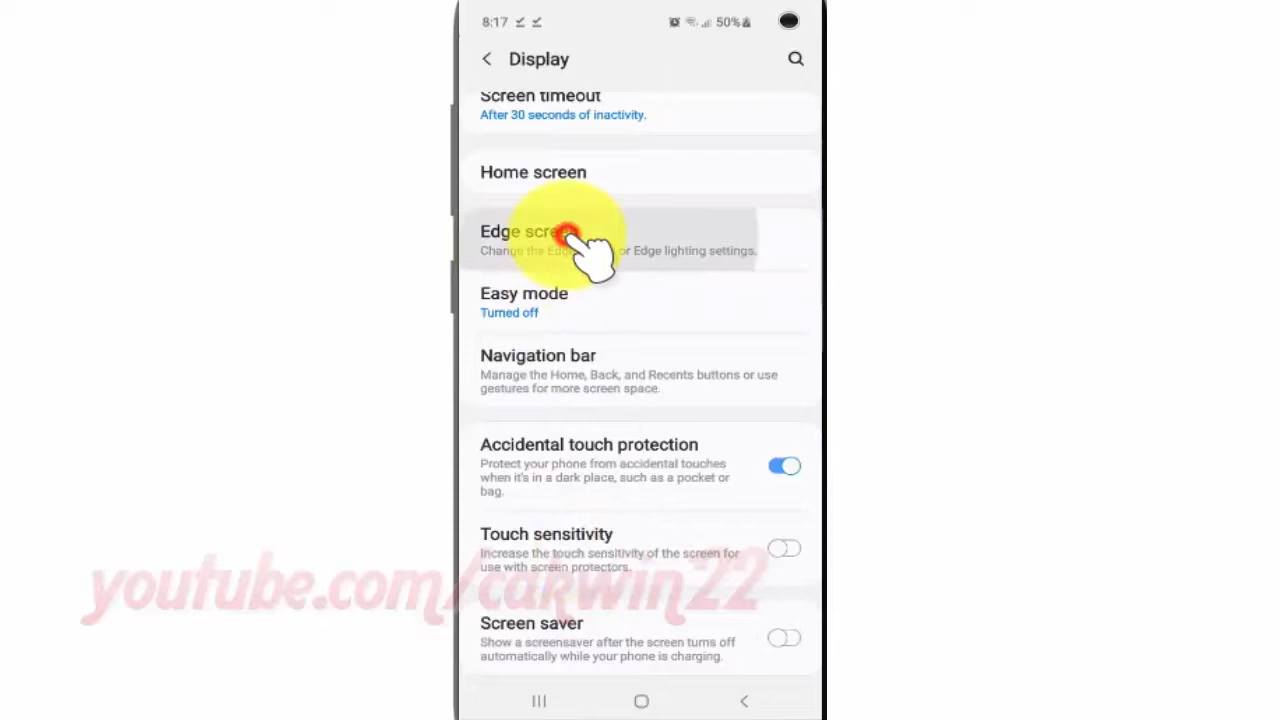 8:17
50%
Display
Screen timeout
After 30 seconds of inactivity.
Home screen
Edge screen
Change the Edge or Edge lighting settings.
Easy mode
Turned off
Navigation bar
Manage the Home, Back, and Recents buttons or use
gestures for more screen space.
Accidental touch protection
Protect your phone from accidental touches
when it's in a dark place, such as a pocket or
bag.
Touch sensitivity
Increase the touch sensitivity of the screen for
use with screen protectors.
youtube.com/cakwin22
Screen saver
Show a screensaver after the screen turns off
automatically while your phone is charging.